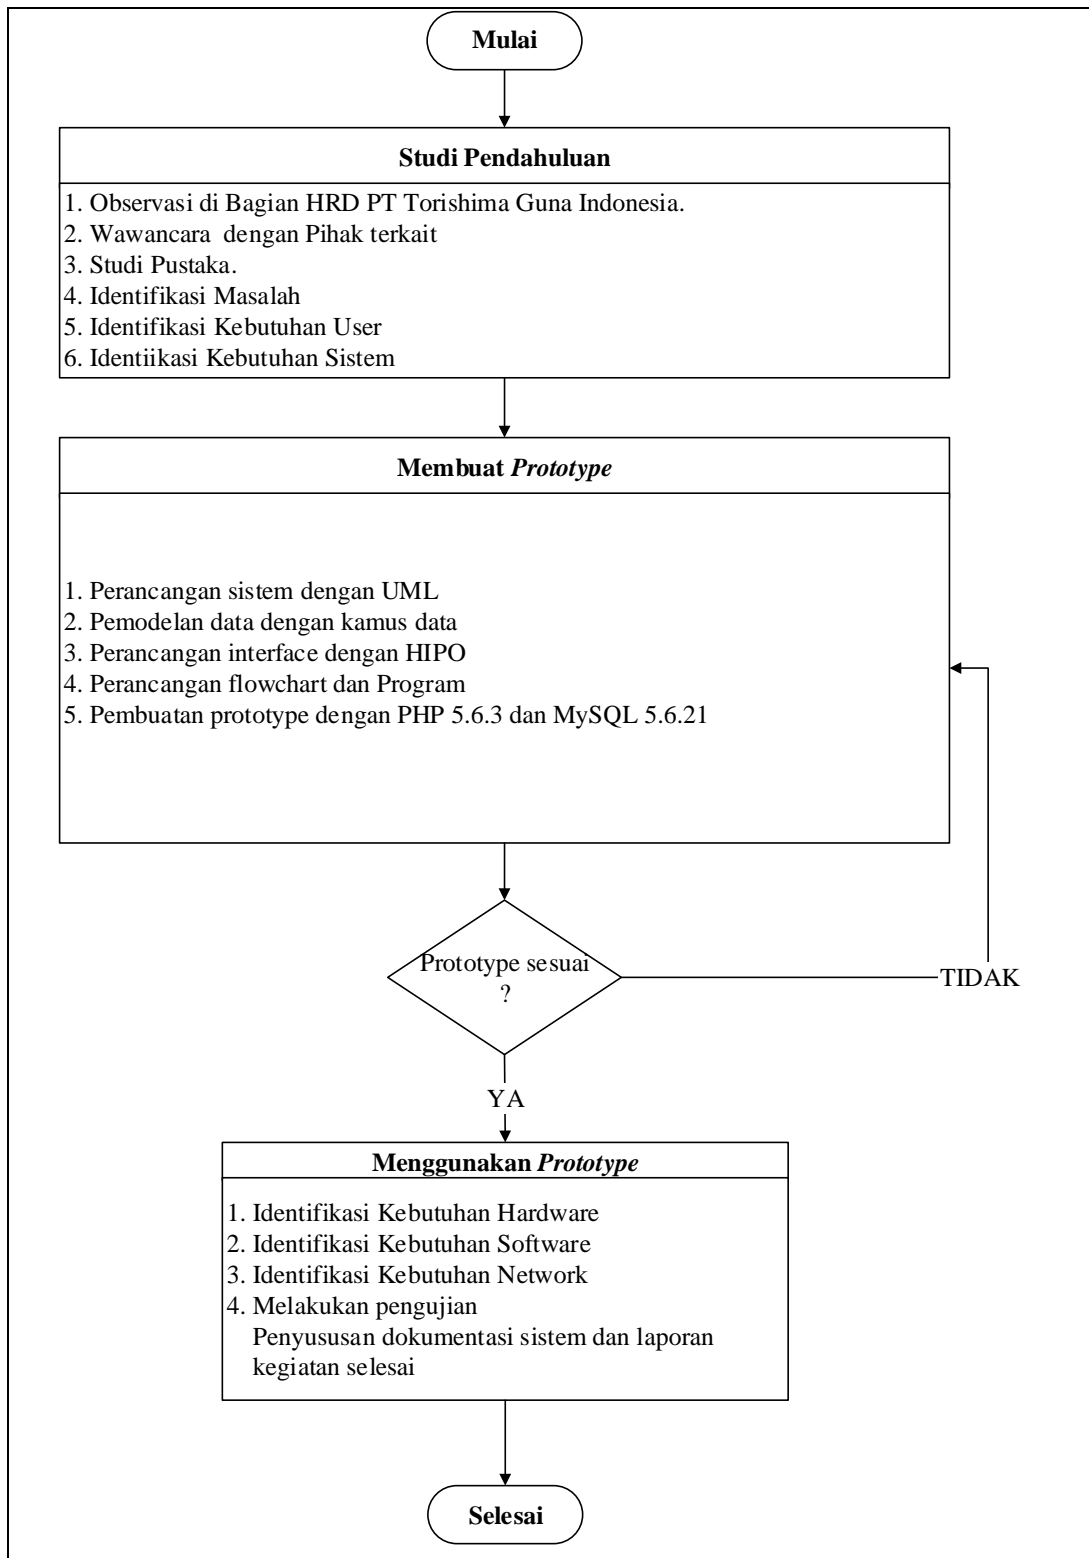 Mulai
Studi Pendahuluan
1. Observasi di Bagian HRD PT Torishima Guna Indonesia.
2. Wawancara  dengan Pihak terkait
3. Studi Pustaka.
4. Identifikasi Masalah
5. Identifikasi Kebutuhan User
6. Identiikasi Kebutuhan Sistem
Membuat Prototype
1. Perancangan sistem dengan UML
2. Pemodelan data dengan kamus data
3. Perancangan interface dengan HIPO
4. Perancangan flowchart dan Program
5. Pembuatan prototype dengan PHP 5.6.3 dan MySQL 5.6.21
Prototype sesuai
?
TIDAK
YA
Menggunakan Prototype
1. Identifikasi Kebutuhan Hardware
2. Identifikasi Kebutuhan Software
3. Identifikasi Kebutuhan Network
4. Melakukan pengujian
Penyususan dokumentasi sistem dan laporan
kegiatan selesai
Selesai